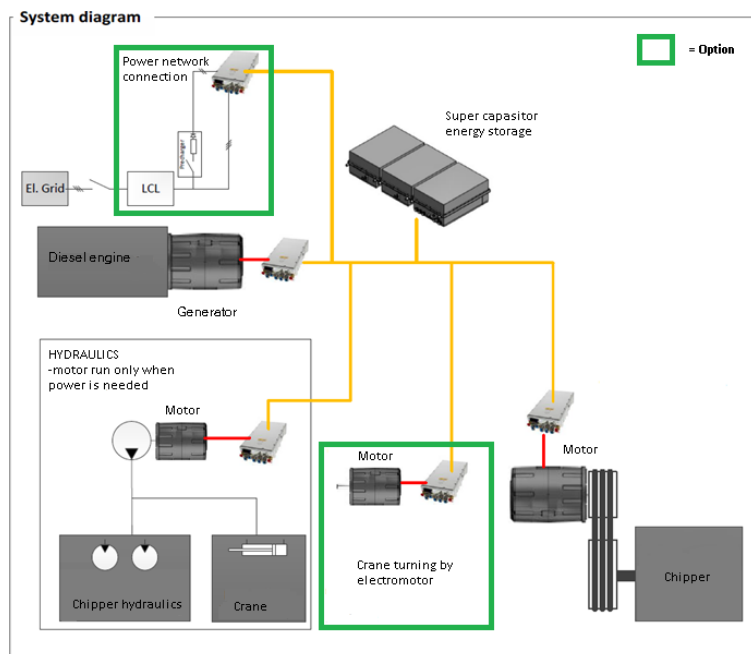 System diagram
Power network
connection
= Option
Super capasitor
energy storage
Precharger
El. Grid
LCL
Diesel engine
Generator
HYDRAULICS
-motor run only when
power is needed
Motor
Motor
Motor
Crane turning by
electromotor
Chipper hydraulics
Crane
Chipper